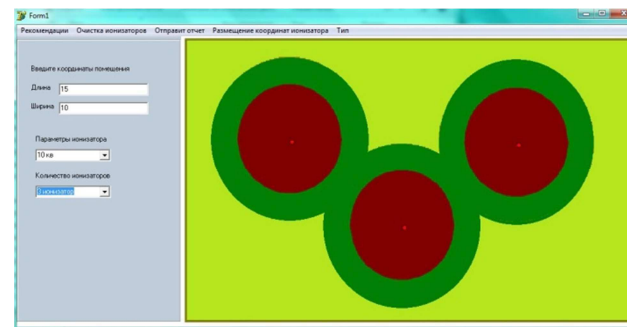 Form1
Рекомендации Очистка ионизаторов Отправит отчет Размещение координат ионизатора Тип
Введите координаты помещения
Длина 15
Ширина 10
Параметры ионизатора
10 кв
Количество ионизаторов
ионизатор